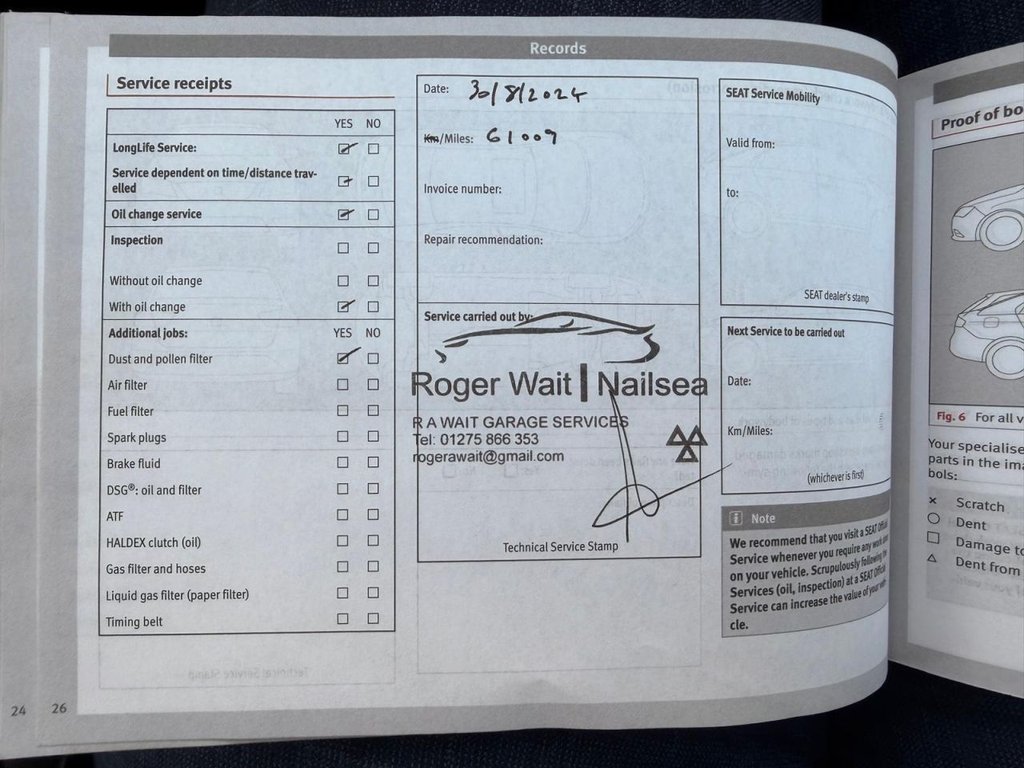 Records
Service receipts
YES NO
LongLife Service:
Service dependent on time/distance trav-
elled
Oil change service
Inspection
Without oil change
With oil change
Additional jobs: YES NO
Dust and pollen filter
Air filter
Fuel filter
Spark plugs
Brake fluid
DSG®: oil and filter
ATF
HALDEX clutch (oil)
Gas filter and hoses
Liquid gas filter (paper filter)
Timing belt
Date: 30/8/2024
Km/Miles: 61009
Invoice number:
Repair recommendation:
Service carried out by:
Roger Wait Nailsea
R A WAIT GARAGE SERVICES
Tel: 01275 866 353
rogerawait@gmail.com
Technical Service Stamp
SEAT Service Mobility
Valid from:
to:
SEAT dealer's stamp
Next Service to be carried out
Date:
Km/Miles:
(whichever is first)
i Note
We recommend that you visit a SEAT Official
Service whenever you require any work done
on your vehicle. Scrupulously following the
Services (oil, inspection) at a SEAT Official
Service can increase the value of your vehi-
cle.
24 26
Proof of bo
Fig. 6 For all v
Your specialise
parts in the ima
bols:
Scratch
Dent
Damage to
Dent from